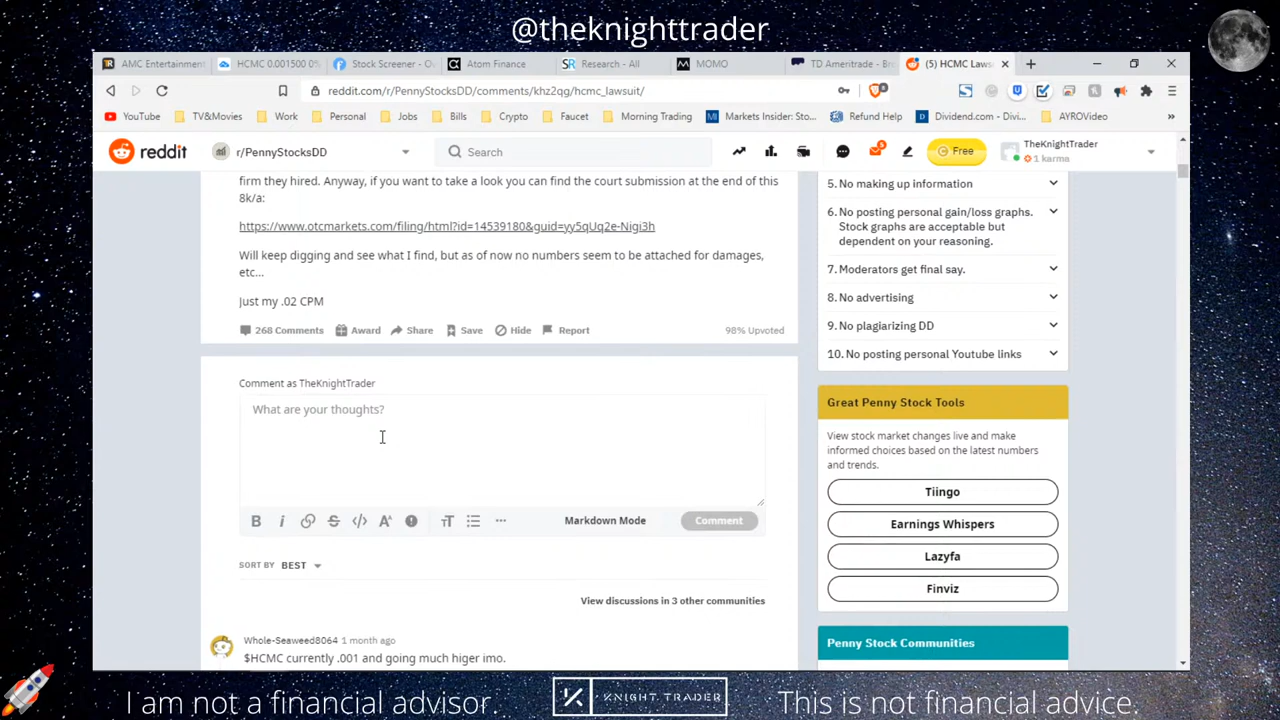 @theknighttrader
AMC Entertainment
HCMC 0.001500 0%
Stock Screener - Ov
Atom Finance
SR Research - All
MOMO
TD Ameritrade - Bro
(5) HCMC Laws
reddit.com/r/PennyStocksDD/comments/khz2qg/hcmc_lawsuit/
YouTube
TV&Movies
Work
Personal
Jobs
Bills
Crypto
Faucet
Morning Trading
Markets Insider: Sto...
Refund Help
Dividend.com - Divi...
AYROVideo
reddit
r/PennyStocksDD
Search
Free
TheKnightTrader
1 karma
firm they hired. Anyway, if you want to take a look you can find the court submission at the end of this
8k/a:
https://www.otcmarkets.com/filing/html?id=14539180&guid=yy5qUq2e-Nigi3h
Will keep digging and see what I find, but as of now no numbers seem to be attached for damages,
etc...
Just my .02 CPM
268 Comments Award Share Save Hide Report 98% Upvoted
Comment as TheKnightTrader
What are your thoughts?
Markdown Mode
Comment
SORT BY BEST
View discussions in 3 other communities
Whole-Seaweed8064 1 month ago
$HCMC currently .001 and going much higer imo.
5. No making up information
6. No posting personal gain/loss graphs.
Stock graphs are acceptable but
dependent on your reasoning.
7. Moderators get final say.
8. No advertising
9. No plagiarizing DD
10. No posting personal Youtube links
Great Penny Stock Tools
View stock market changes live and make
informed choices based on the latest numbers
and trends.
Tiingo
Earnings Whispers
Lazyfa
Finviz
Penny Stock Communities
I am not a financial advisor.
KNIGHT TRADER
This is not financial advice.